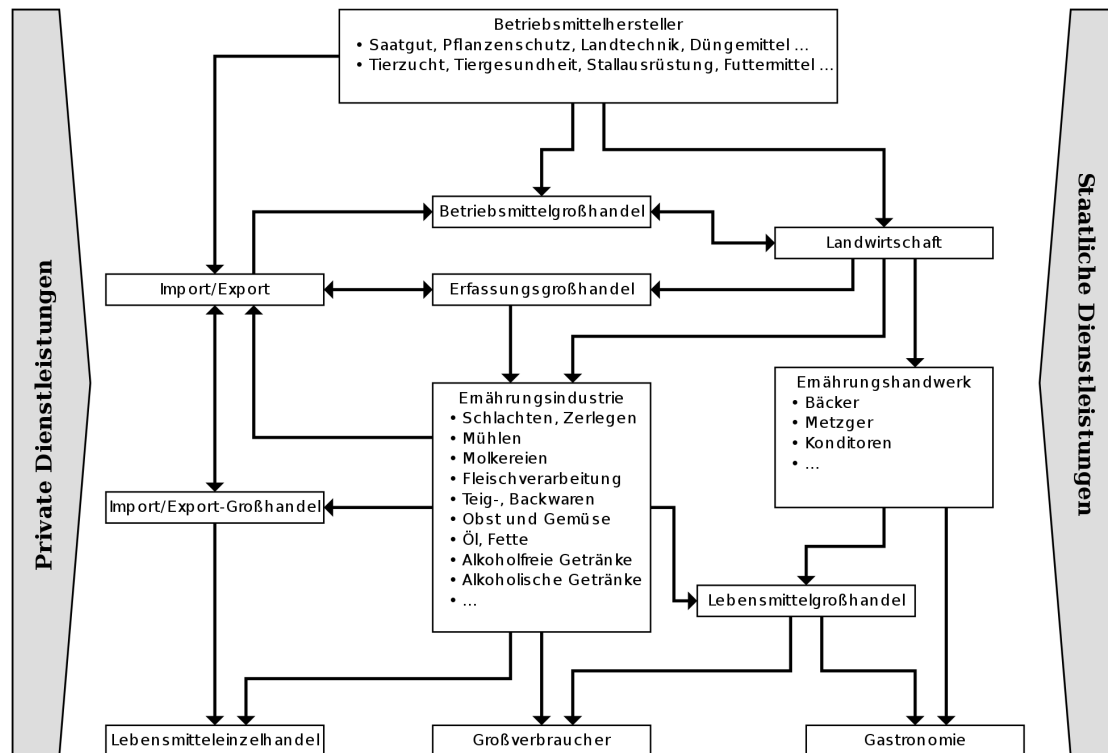 Betriebsmittelhersteller
• Saatgut, Pflanzenschutz, Landtechnik, Düngemittel ...
• Tierzucht, Tiergesundheit, Stallausrüstung, Futtermittel ...
Private Dienstleistungen
Staatliche Dienstleistungen
Betriebsmittelgroßhandel
Landwirtschaft
Import/Export
Erfassungsgroßhandel
Ernährungsindustrie
• Schlachten, Zerlegen
• Mühlen
• Molkereien
• Fleischverarbeitung
• Teig-, Backwaren
• Obst und Gemüse
• Öl, Fette
• Alkoholfreie Getränke
• Alkoholische Getränke
• ...
Ernährungshandwerk
• Bäcker
• Metzger
• Konditoren
• ...
Import/Export-Großhandel
Lebensmittelgroßhandel
Lebensmitteleinzelhandel
Großverbraucher
Gastronomie